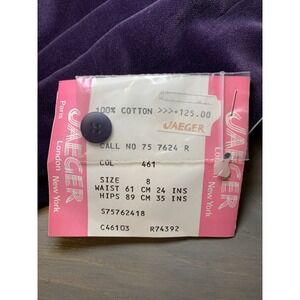 100% COTTON >>>+125.00
JAEGER
CALL NO 75 7624 R
COL 461
SIZE 8
WAIST 61 CM 24 INS
HIPS 89 CM 35 INS
S75762418
C46103 R74392
JAEGER
Paris London New York
JAEGER
London New York